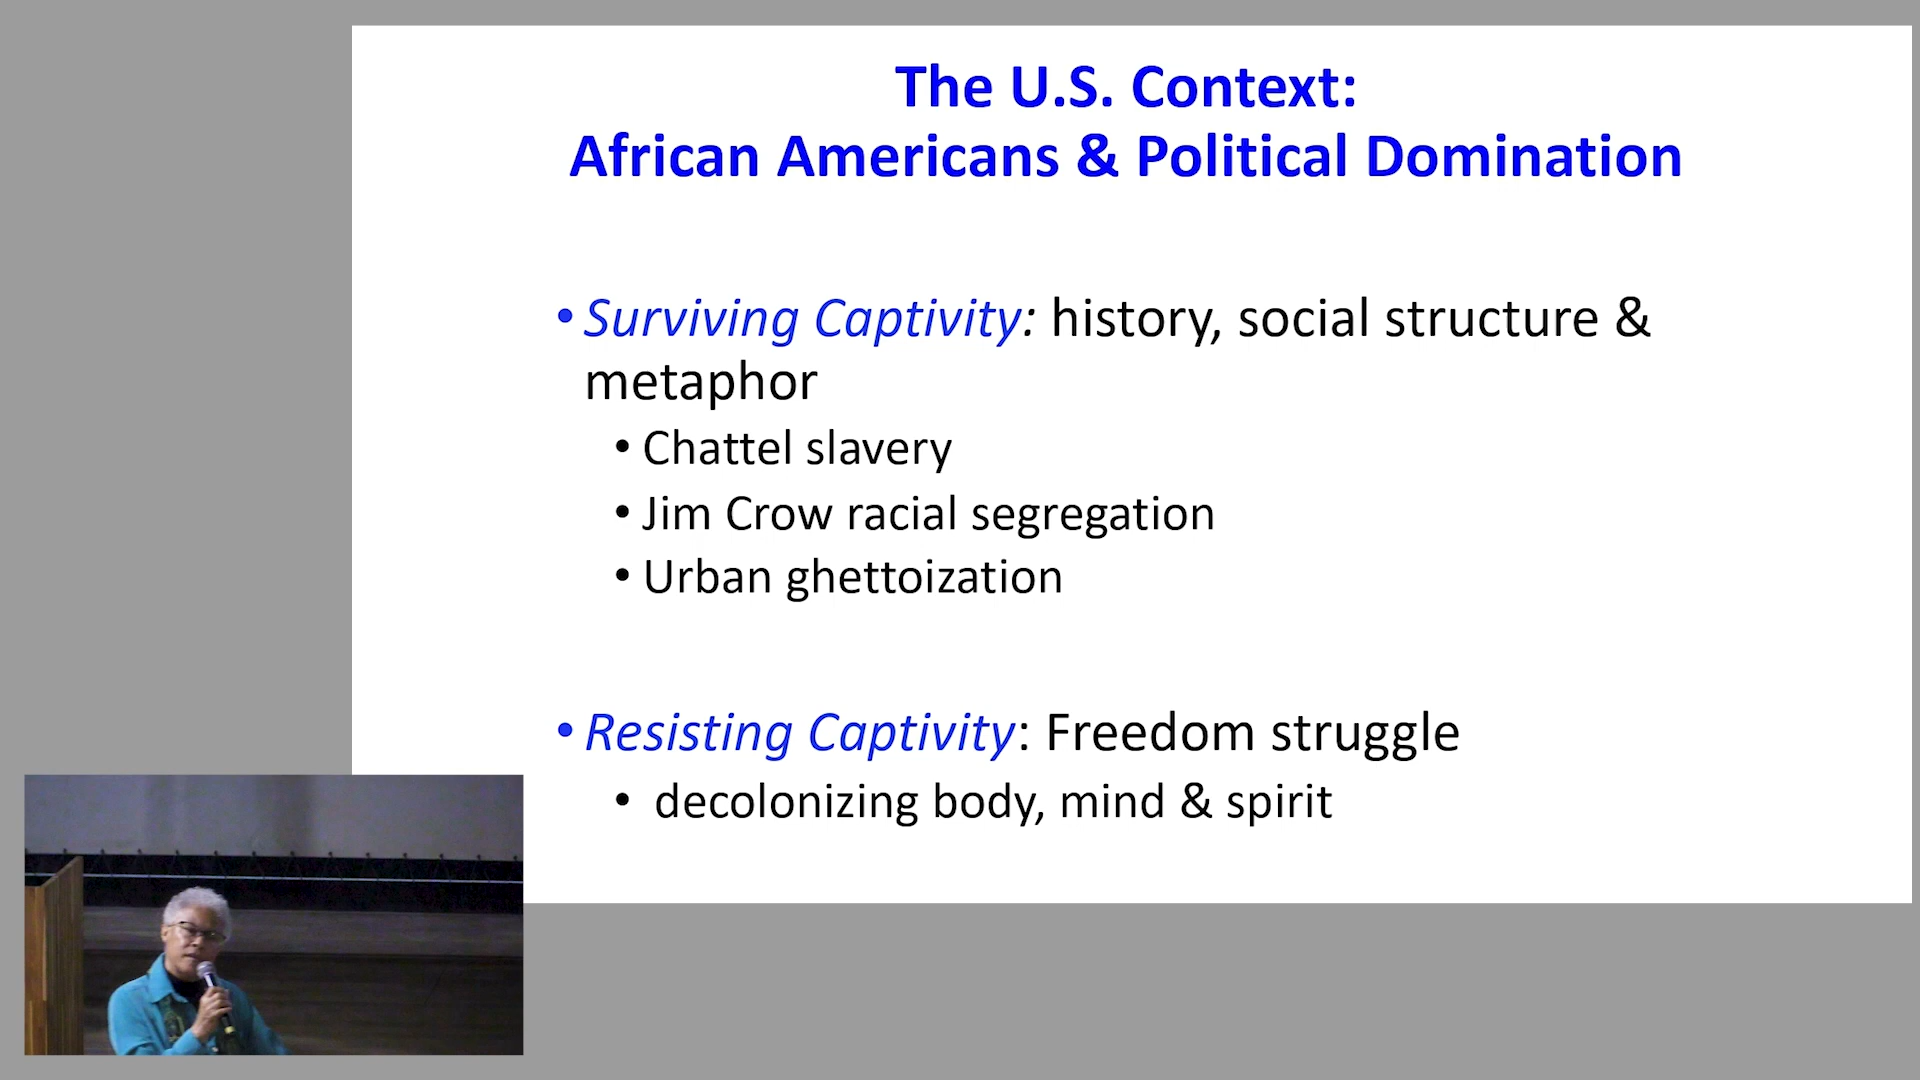 The U.S. Context:
African Americans & Political Domination
• Surviving Captivity: history, social structure &
metaphor
• Chattel slavery
• Jim Crow racial segregation
• Urban ghettoization
• Resisting Captivity: Freedom struggle
• decolonizing body, mind & spirit